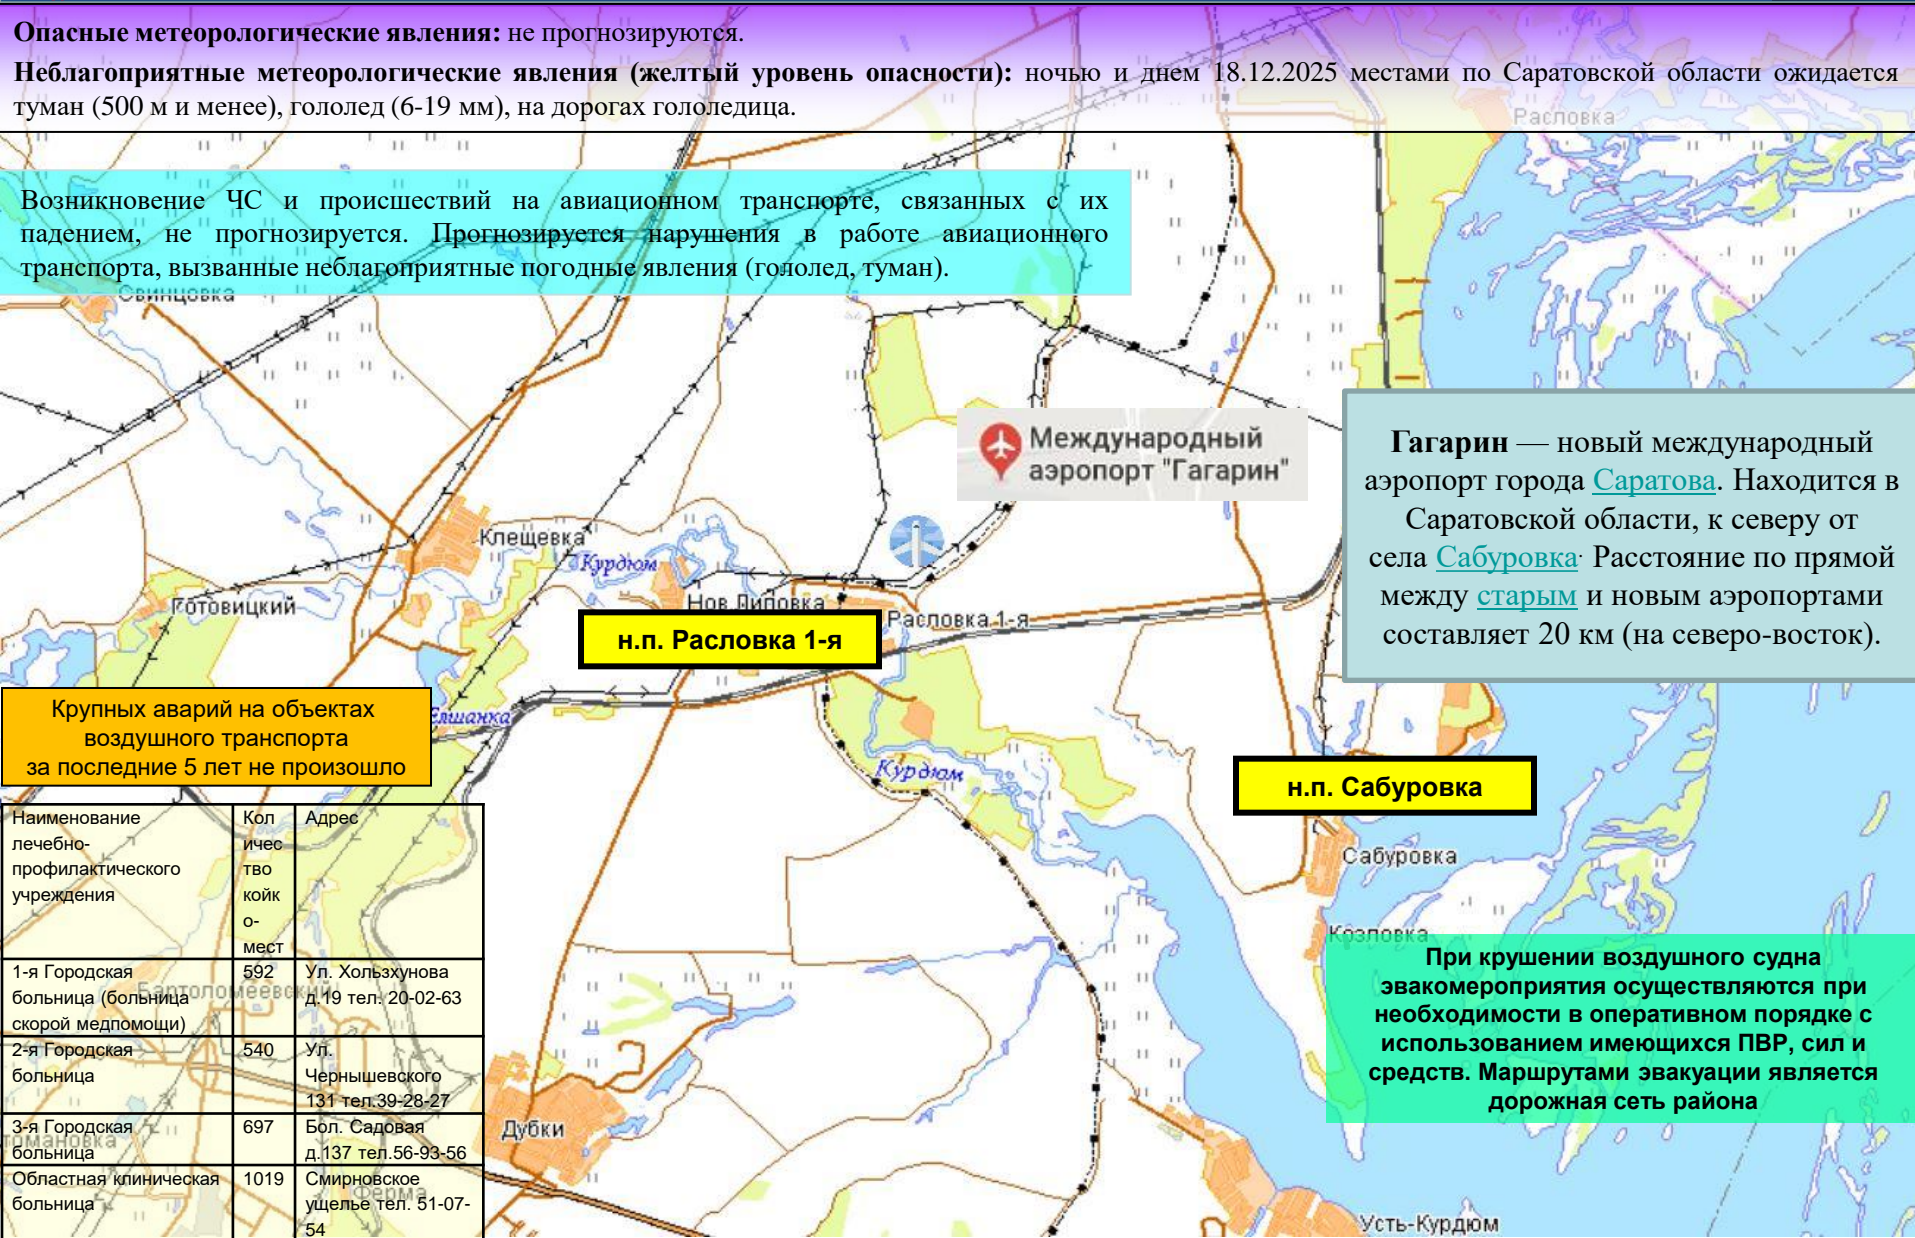 Опасные метеорологические явления: не прогнозируются.
Неблагоприятные метеорологические явления (желтый уровень опасности): ночью и днем 18.12.2025 местами по Саратовской области ожидается
туман (500 м и менее), гололед (6-19 мм), на дорогах гололедица.
Расловка
Возникновение ЧС и происшествий на авиационном транспорте, связанных с их
падением, не прогнозируется. Прогнозируется нарушения в работе авиационного
транспорта, вызванные неблагоприятные погодные явления (гололед, туман).
Свинцовка
Международный
аэропорт "Гагарин"
Гагарин — новый международный
аэропорт города Саратова. Находится в
Саратовской области, к северу от
села Сабуровка. Расстояние по прямой
между старым и новым аэропортами
составляет 20 км (на северо-восток).
Клещевка
Курдюм
Готовицкий
Нов.Липовка
Расловка 1-я
н.п. Расловка 1-я
Елшанка
Крупных аварий на объектах
воздушного транспорта
за последние 5 лет не произошло
Курдюм
н.п. Сабуровка
Сабуровка
Козловка
При крушении воздушного судна
эвакомероприятия осуществляются при
необходимости в оперативном порядке с
использованием имеющихся ПВР, сил и
средств. Маршрутами эвакуации является
дорожная сеть района
Наименование
лечебно-
профилактического
учреждения
Кол
ичес
тво
койк
о-
мест
Адрес
1-я Городская
больница (больница
скорой медпомощи)
592
Ул. Хользхунова
д.19 тел. 20-02-63
Бартоломеевский
2-я Городская
больница
540
Ул.
Чернышевского
131 тел.39-28-27
3-я Городская
больница
697
Бол. Садовая
д.137 тел.56-93-56
Областная клиническая
больница
1019
Смирновское
ущелье тел. 51-07-
54
Ферма
Дубки
Усть-Курдюм